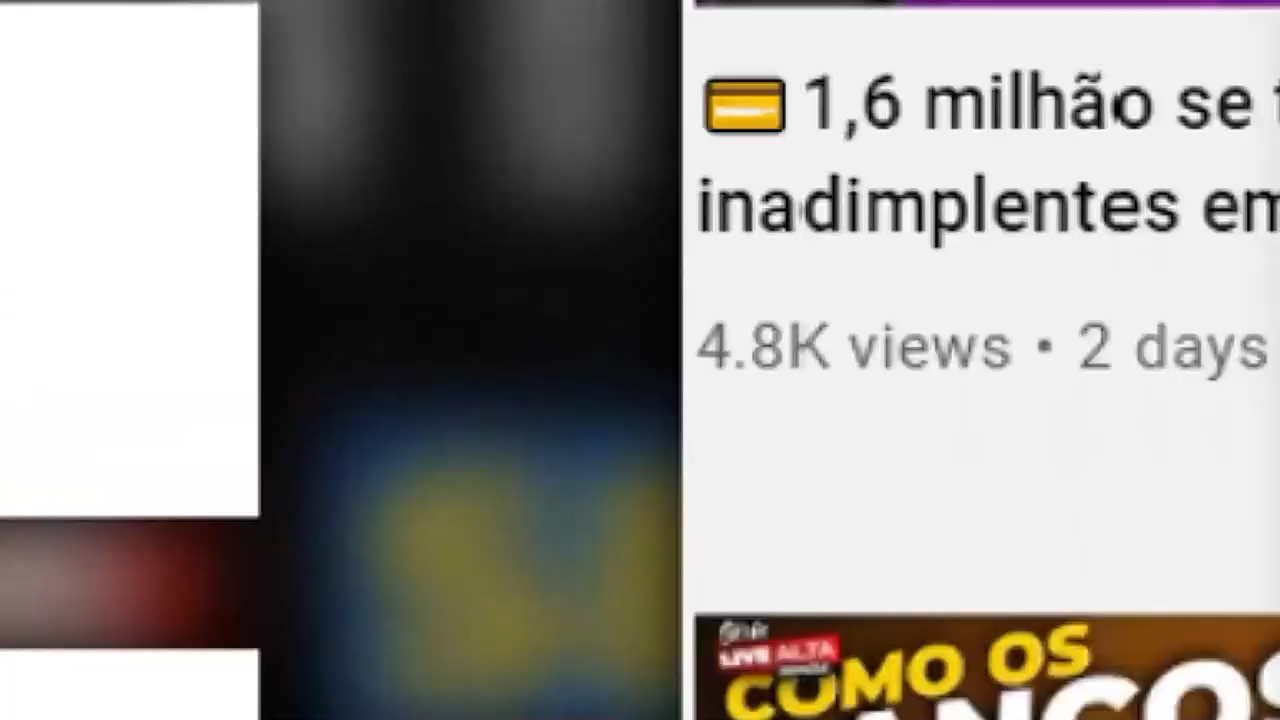 1,6 milhão se
inadimplentes em
4.8K views • 2 days
LIVE ALTA
COMO OS